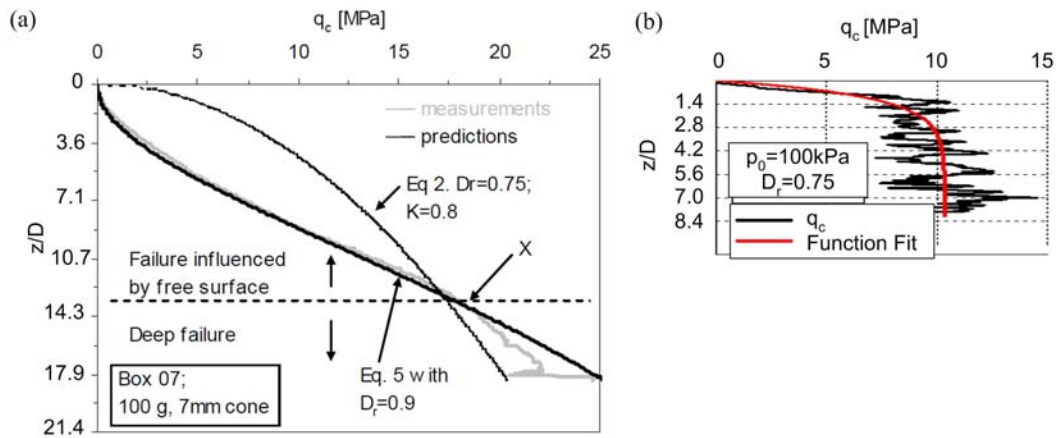 (a)
q_c [MPa]
0 5 10 15 20 25
z/D
0
3.6
7.1
10.7
14.3
17.9
21.4
measurements
predictions
Eq 2. Dr=0.75;
K=0.8
X
Failure influenced
by free surface
Deep failure
Box 07;
100 g, 7mm cone
Eq. 5 with
D_r=0.9
(b)
q_c [MPa]
0 5 10 15
z/D
1.4
2.8
4.2
5.6
7.0
8.4
p_0=100kPa
D_r=0.75
q_c
Function Fit